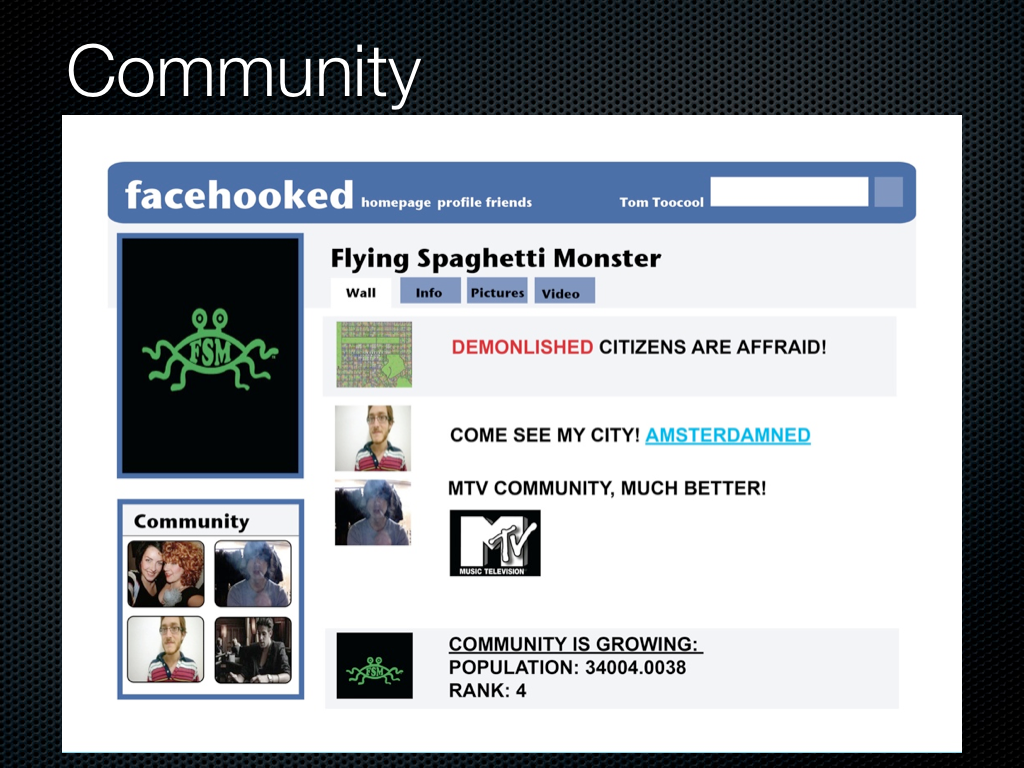 Community
facehooked homepage profile friends Tom Toocool
Flying Spaghetti Monster
Wall Info Pictures Video
FSM
DEMONLISHED CITIZENS ARE AFFRAID!
COME SEE MY CITY! AMSTERDAMNED
MTV COMMUNITY, MUCH BETTER!
MTV
MUSIC TELEVISION
Community
FSM
COMMUNITY IS GROWING:
POPULATION: 34004.0038
RANK: 4